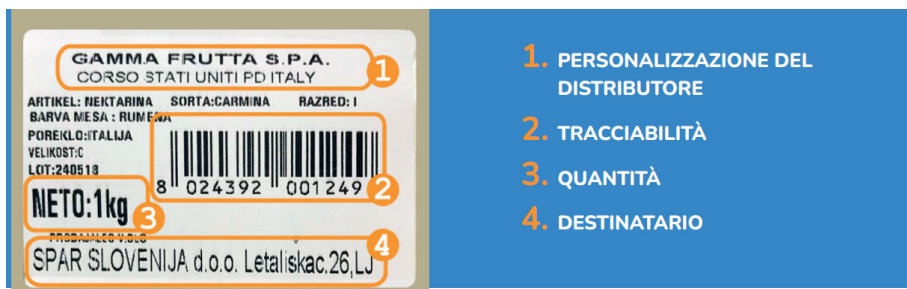 GAMMA FRUTTA S.P.A.
CORSO STATI UNITI PD ITALY
1
ARTIKEL: NEKTARINA SORTA:CARMINA RAZRED: I
BARVA MESA : RUMENA
POREKLO:ITALIJA
VELIKOST:C
LOT:240518
8 024392 001249
2
NETO:1kg
3
4
SPAR SLOVENIJA d.o.o. Letališkac.26,LJ
1. PERSONALIZZAZIONE DEL
DISTRIBUTORE
2. TRACCIABILITÀ
3. QUANTITÀ
4. DESTINATARIO